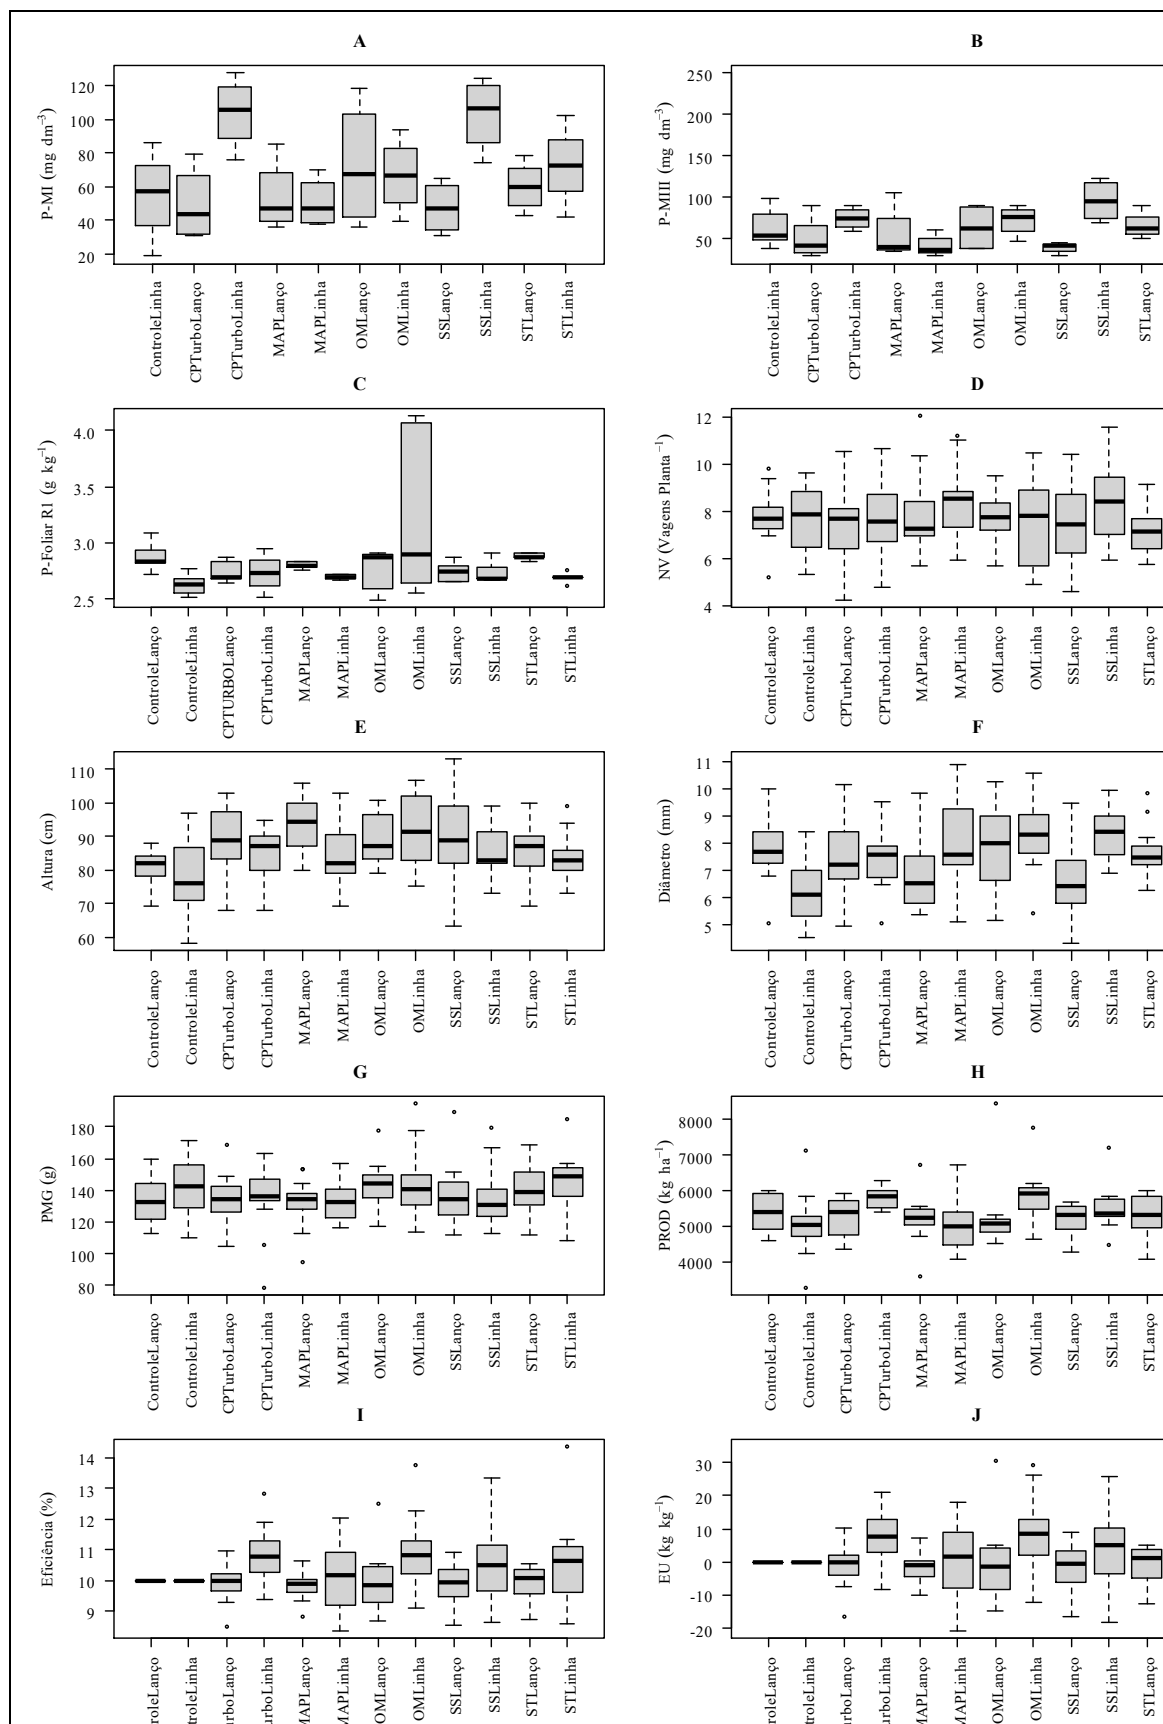 A
B
P-MI (mg dm⁻³)
120
100
80
60
40
20
P-MIII (mg dm⁻³)
250
200
150
100
50
ControleLinha
CPTurboLanço
CPTurboLinha
MAPLanço
MAPLinha
OMLanço
OMLinha
SSLanço
SSLinha
STLanço
STLinha
ControleLinha
CPTurboLanço
CPTurboLinha
MAPLanço
MAPLinha
OMLanço
OMLinha
SSLanço
SSLinha
STLanço
C
D
P-Foliar R1 (g kg⁻¹)
4.0
3.5
3.0
2.5
NV (Vagens Planta⁻¹)
12
10
8
6
4
ControleLanço
ControleLinha
CPTURBOLanço
CPTurboLinha
MAPLanço
MAPLinha
OMLanço
OMLinha
SSLanço
SSLinha
STLanço
STLinha
ControleLanço
ControleLinha
CPTurboLanço
CPTurboLinha
MAPLanço
MAPLinha
OMLanço
OMLinha
SSLanço
SSLinha
STLanço
E
F
Altura (cm)
110
100
90
80
70
60
Diâmetro (mm)
11
10
9
8
7
6
5
ControleLanço
ControleLinha
CPTurboLanço
CPTurboLinha
MAPLanço
MAPLinha
OMLanço
OMLinha
SSLanço
SSLinha
STLanço
STLinha
ControleLanço
ControleLinha
CPTurboLanço
CPTurboLinha
MAPLanço
MAPLinha
OMLanço
OMLinha
SSLanço
SSLinha
STLanço
G
H
PMG (g)
180
160
140
120
100
80
PROD (kg ha⁻¹)
8000
7000
6000
5000
4000
ControleLanço
ControleLinha
CPTurboLanço
CPTurboLinha
MAPLanço
MAPLinha
OMLanço
OMLinha
SSLanço
SSLinha
STLanço
STLinha
ControleLanço
ControleLinha
CPTurboLanço
CPTurboLinha
MAPLanço
MAPLinha
OMLanço
OMLinha
SSLanço
SSLinha
STLanço
I
J
Eficiência (%)
14
13
12
11
10
9
EU (kg kg⁻¹)
30
20
10
0
-10
-20
troleLanço
ntroleLinha
urboLanço
TurboLinha
MAPLanço
MAPLinha
OMLanço
OMLinha
SSLanço
SSLinha
STLanço
STLinha
troleLanço
ntroleLinha
urboLanço
TurboLinha
MAPLanço
MAPLinha
OMLanço
OMLinha
SSLanço
SSLinha
STLanço